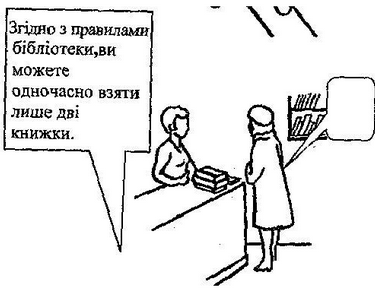 Згідно з правилами
бібліотеки,ви
можете
одночасно взяти
лише дві
книжки.